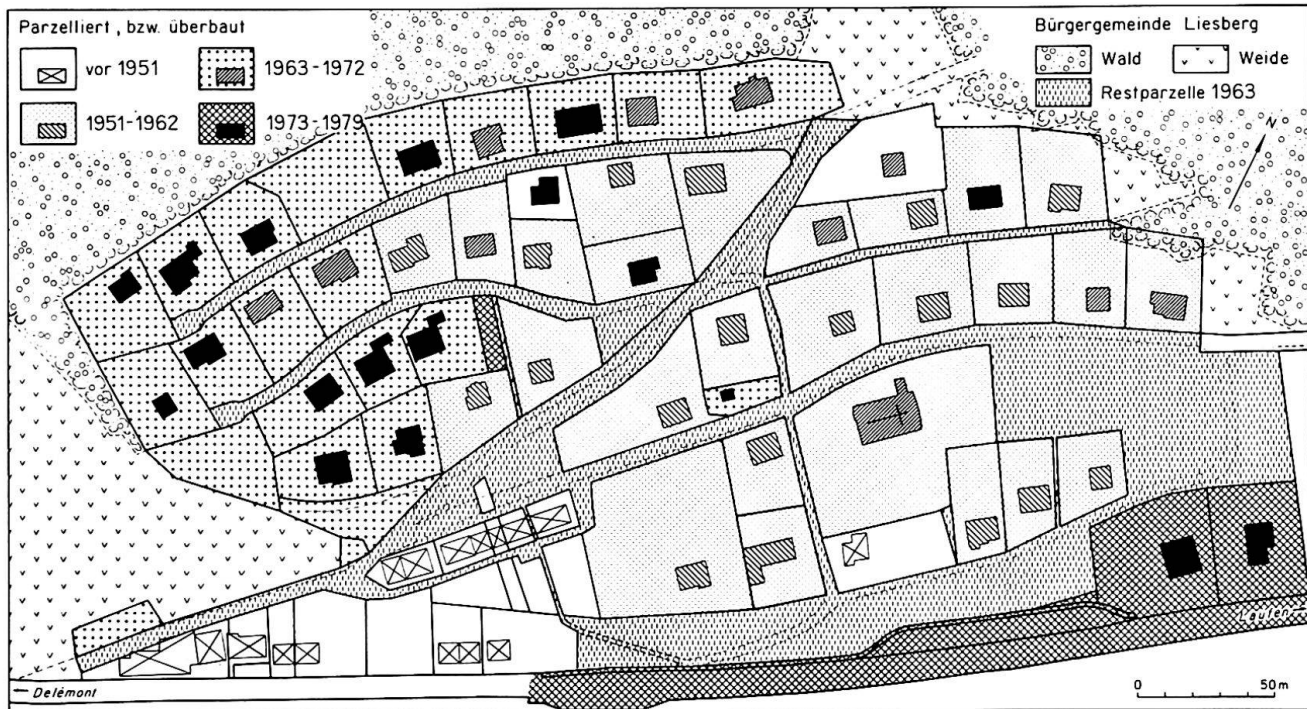 Parzelliert, bzw. überbaut
vor 1951
1963-1972
1951-1962
1973-1979
Bürgergemeinde Liesberg
Wald
Weide
Restparzelle 1963
N
Laufen
← Delémont
0 50m